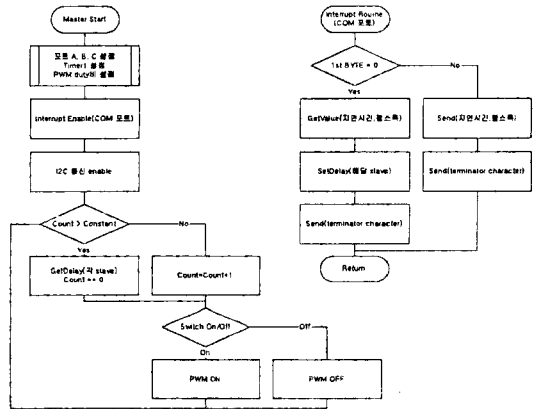 Master Start
포트 A, B, C 설정
Timer1 설정
PWM duty비 설정
Interrupt Enable(COM 포트)
I2C 통신 enable
Count > Constant
No
Yes
GetDelay(각 slave)
Count == 0
Count=Count+1
Switch On/Off
Off
On
PWM ON
PWM OFF
Interrupt Routine
(COM 포트)
1st BYTE = 0
No
Yes
GetValue(지연시간,펄스폭)
Send(지연시간,펄스폭)
SetDelay(해당 slave)
Send(terminator character)
Send(terminator character)
Return